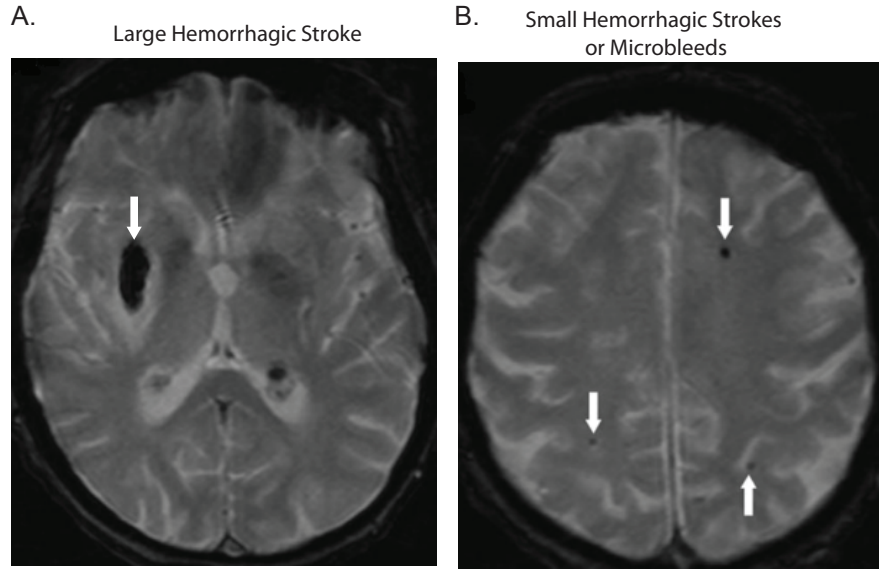 A.
Large Hemorrhagic Stroke
B.
Small Hemorrhagic Strokes
or Microbleeds